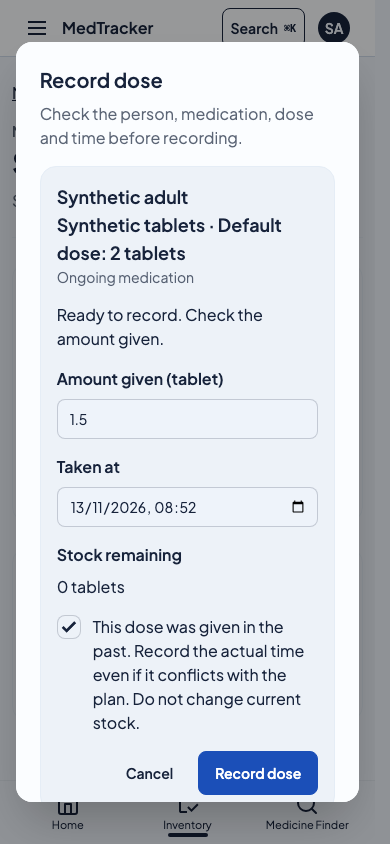 MedTracker
Search ⌘K
SA
Record dose
Check the person, medication, dose
and time before recording.
Synthetic adult
Synthetic tablets · Default
dose: 2 tablets
Ongoing medication
Ready to record. Check the
amount given.
Amount given (tablet)
1.5
Taken at
13/11/2026, 08:52
Stock remaining
0 tablets
This dose was given in the
past. Record the actual time
even if it conflicts with the
plan. Do not change current
stock.
Cancel
Record dose
Home
Inventory
Medicine Finder